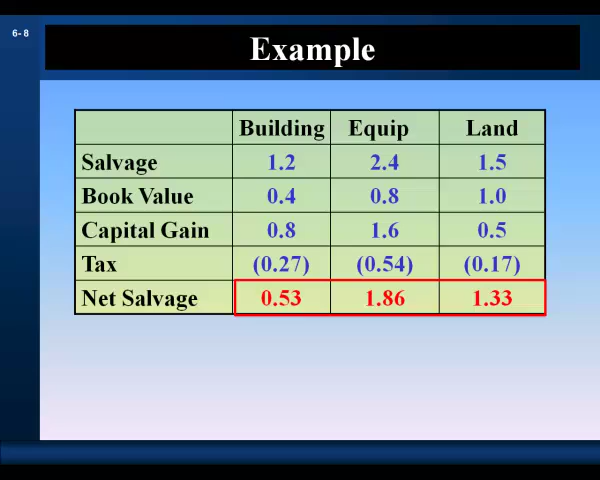 6-8
Example
Building Equip Land
Salvage 1.2 2.4 1.5
Book Value 0.4 0.8 1.0
Capital Gain 0.8 1.6 0.5
Tax (0.27) (0.54) (0.17)
Net Salvage 0.53 1.86 1.33